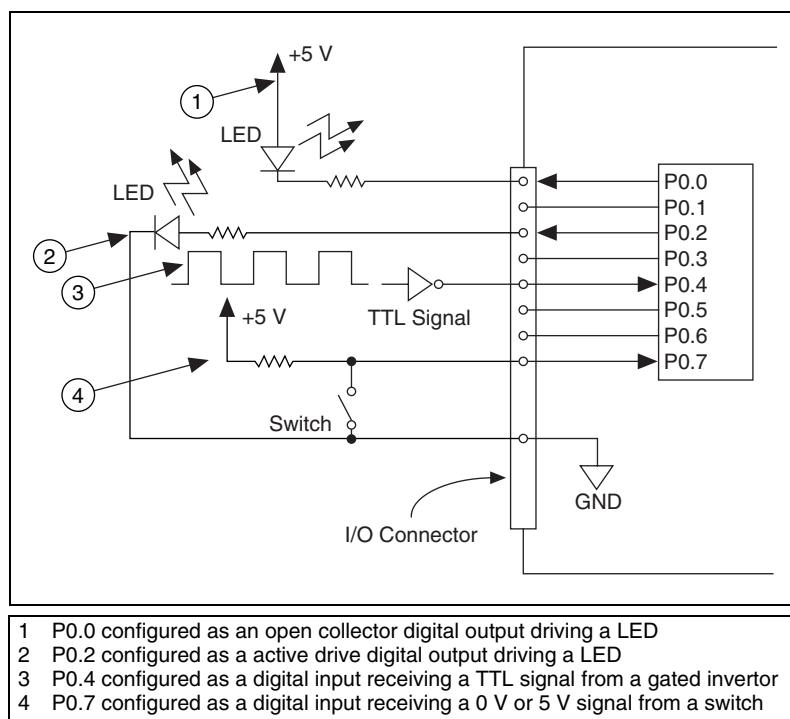 +5 V
1
LED
LED
P0.0
P0.1
2
P0.2
P0.3
3
P0.4
+5 V
TTL Signal
P0.5
P0.6
P0.7
4
Switch
GND
I/O Connector
1 P0.0 configured as an open collector digital output driving a LED
2 P0.2 configured as a active drive digital output driving a LED
3 P0.4 configured as a digital input receiving a TTL signal from a gated invertor
4 P0.7 configured as a digital input receiving a 0 V or 5 V signal from a switch